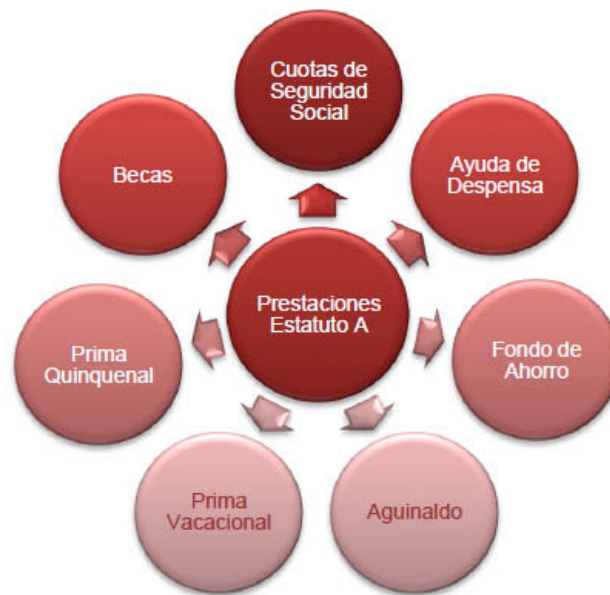 Cuotas de
Seguridad
Social
Ayuda de
Despensa
Fondo de
Ahorro
Aguinaldo
Prima
Vacacional
Prima
Quinquenal
Becas
Prestaciones
Estatuto A